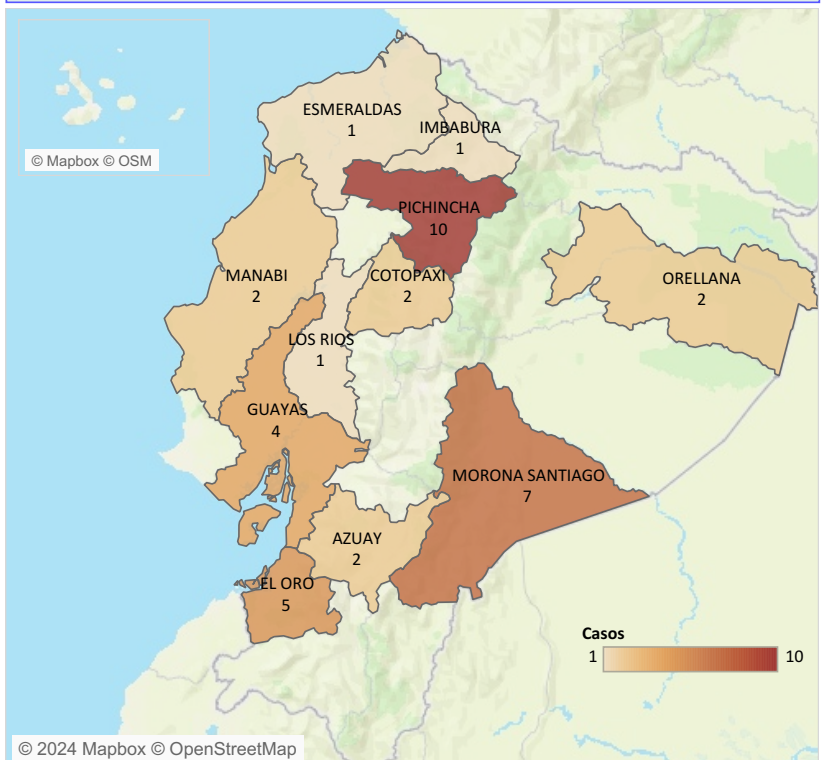 © Mapbox © OSM
ESMERALDAS
1
IMBABURA
1
PICHINCHA
10
MANABI
2
COTOPAXI
2
ORELLANA
2
LOS RIOS
1
GUAYAS
4
MORONA SANTIAGO
7
AZUAY
2
EL ORO
5
Casos
1 10
© 2024 Mapbox © OpenStreetMap